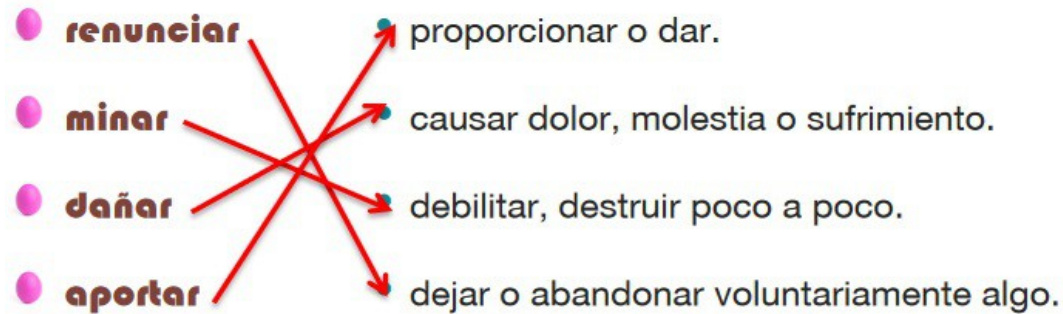 renunciar proporcionar o dar.
minar causar dolor, molestia o sufrimiento.
dañar debilitar, destruir poco a poco.
aportar dejar o abandonar voluntariamente algo.